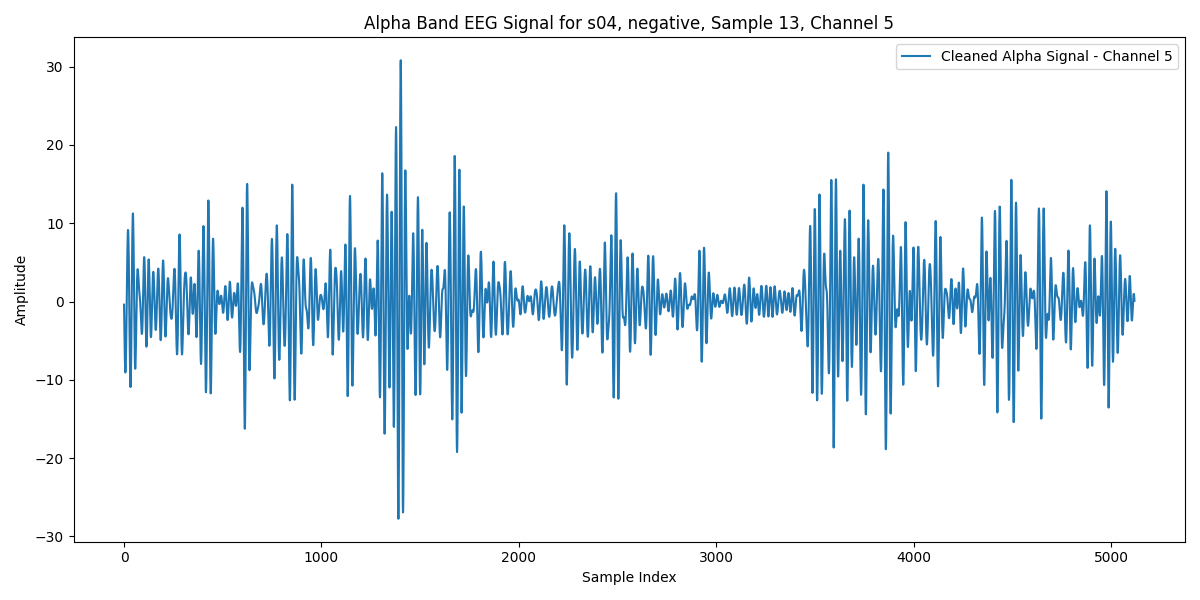 Alpha Band EEG Signal for s04, negative, Sample 13, Channel 5
Cleaned Alpha Signal - Channel 5
Amplitude
30
20
10
0
−10
−20
−30
0 1000 2000 3000 4000 5000
Sample Index